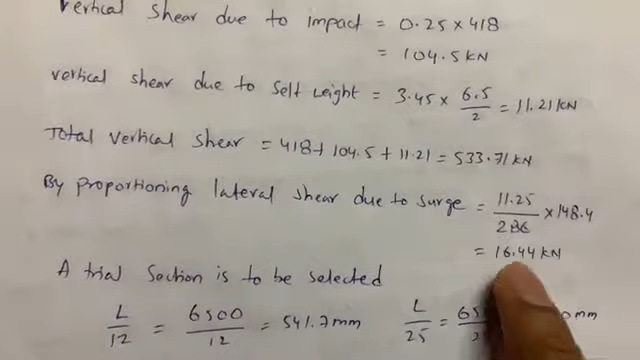 Vertical shear due to impact = 0.25 × 418
= 104.5 KN
vertical shear due to self weight = 3.45 × 6.5/2 = 11.21 KN
Total vertical shear = 418 + 104.5 + 11.21 = 533.71 KN
By proportioning lateral shear due to surge = 11.25/286 × 148.4
= 16.44 KN
A trial section is to be selected
L/12 = 6500/12 = 541.7 mm L/25 = mm